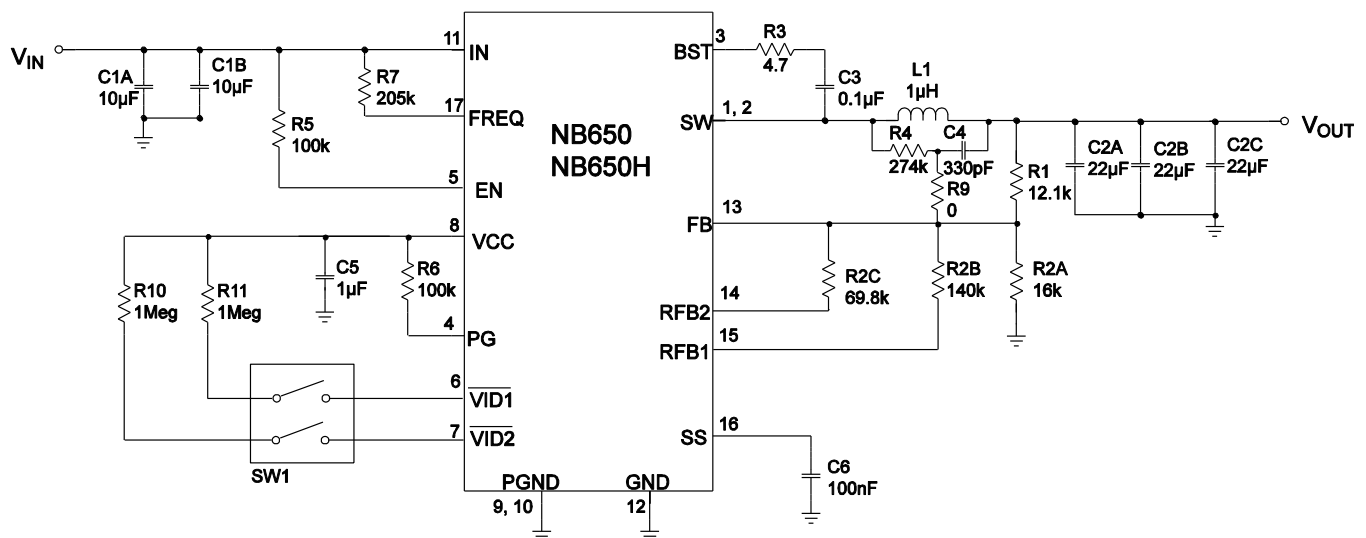 VIN
C1A
10µF
C1B
10µF
R7
205k
R5
100k
11
IN
17
FREQ
5
EN
8
VCC
R10
1Meg
R11
1Meg
C5
1µF
R6
100k
4
PG
6
VID1
7
VID2
SW1
NB650
NB650H
PGND
9, 10
GND
12
3
BST
R3
4.7
C3
0.1µF
L1
1µH
1, 2
SW
R4
274k
C4
330pF
R9
0
R1
12.1k
C2A
22µF
C2B
22µF
C2C
22µF
VOUT
13
FB
R2C
69.8k
R2B
140k
R2A
16k
14
RFB2
15
RFB1
16
SS
C6
100nF